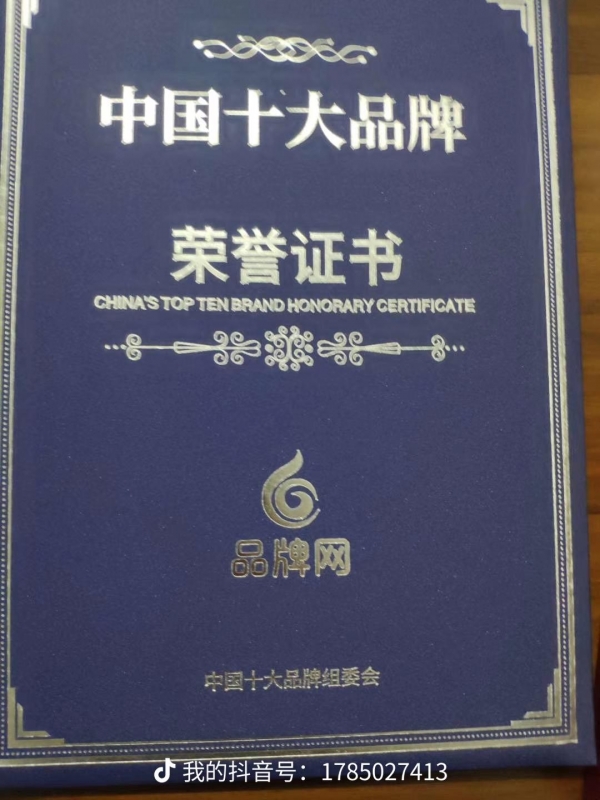 中国十大品牌
荣誉证书
CHINA'S TOP TEN BRAND HONORARY CERTIFICATE
品牌网
中国十大品牌组委会
我的抖音号：1785027413